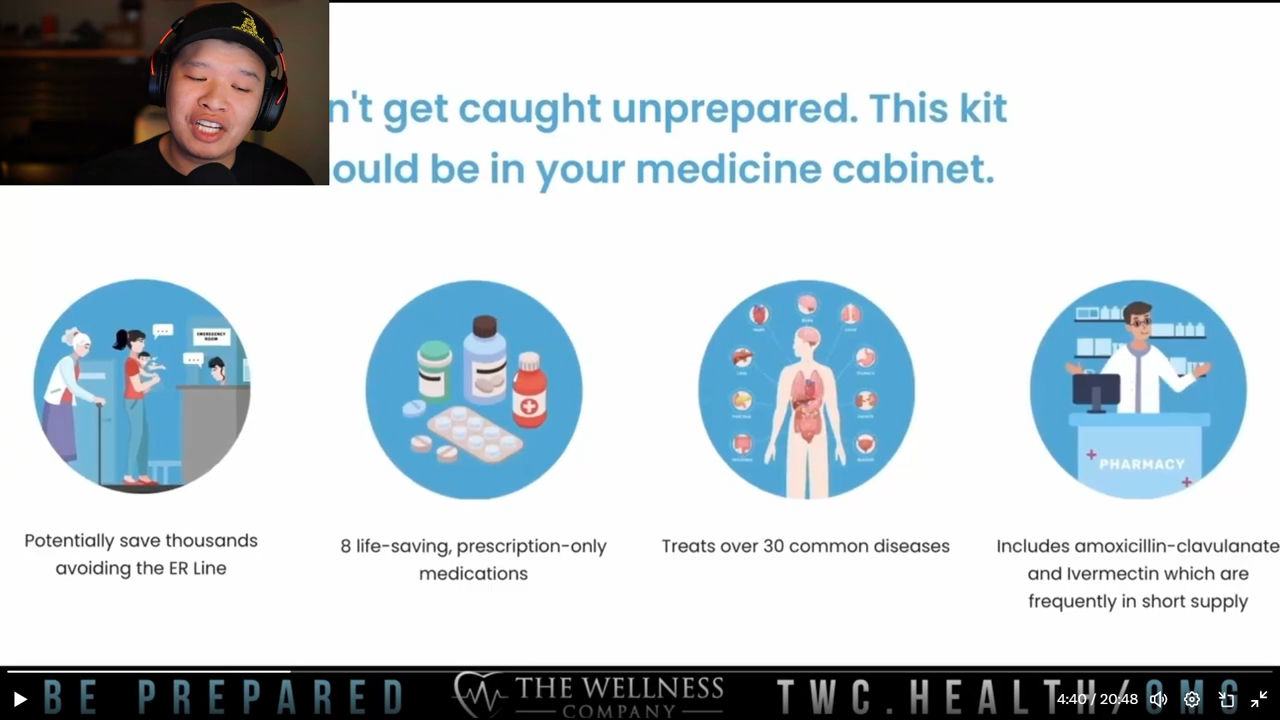 n't get caught unprepared. This kit
ould be in your medicine cabinet.
EMERGENCY
ROOM
PHARMACY
Potentially save thousands
avoiding the ER Line
8 life-saving, prescription-only
medications
Treats over 30 common diseases
Includes amoxicillin-clavulanate
and Ivermectin which are
frequently in short supply
BE PREPARED
THE WELLNESS
COMPANY
TWC.HEALTH/
4:40 / 20:48